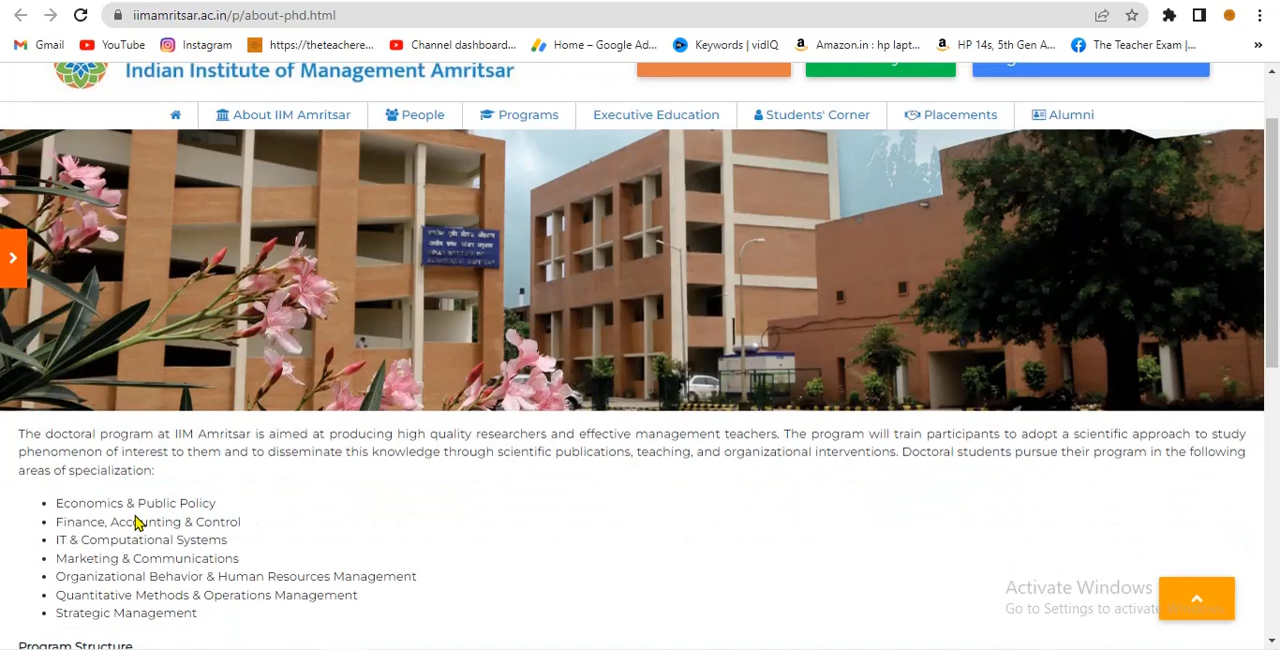 iimamritsar.ac.in/p/about-phd.html
Gmail YouTube Instagram https://theteachere... Channel dashboard... Home – Google Ad... Keywords | vidIQ Amazon.in : hp lapt... HP 14s, 5th Gen A... The Teacher Exam |... »
Indian Institute of Management Amritsar
About IIM Amritsar People Programs Executive Education Students' Corner Placements Alumni
The doctoral program at IIM Amritsar is aimed at producing high quality researchers and effective management teachers. The program will train participants to adopt a scientific approach to study
phenomenon of interest to them and to disseminate this knowledge through scientific publications, teaching, and organizational interventions. Doctoral students pursue their program in the following
areas of specialization:
• Economics & Public Policy
• Finance, Accounting & Control
• IT & Computational Systems
• Marketing & Communications
• Organizational Behavior & Human Resources Management
• Quantitative Methods & Operations Management
• Strategic Management
Activate Windows
Go to Settings to activate Windows.
Program Structure